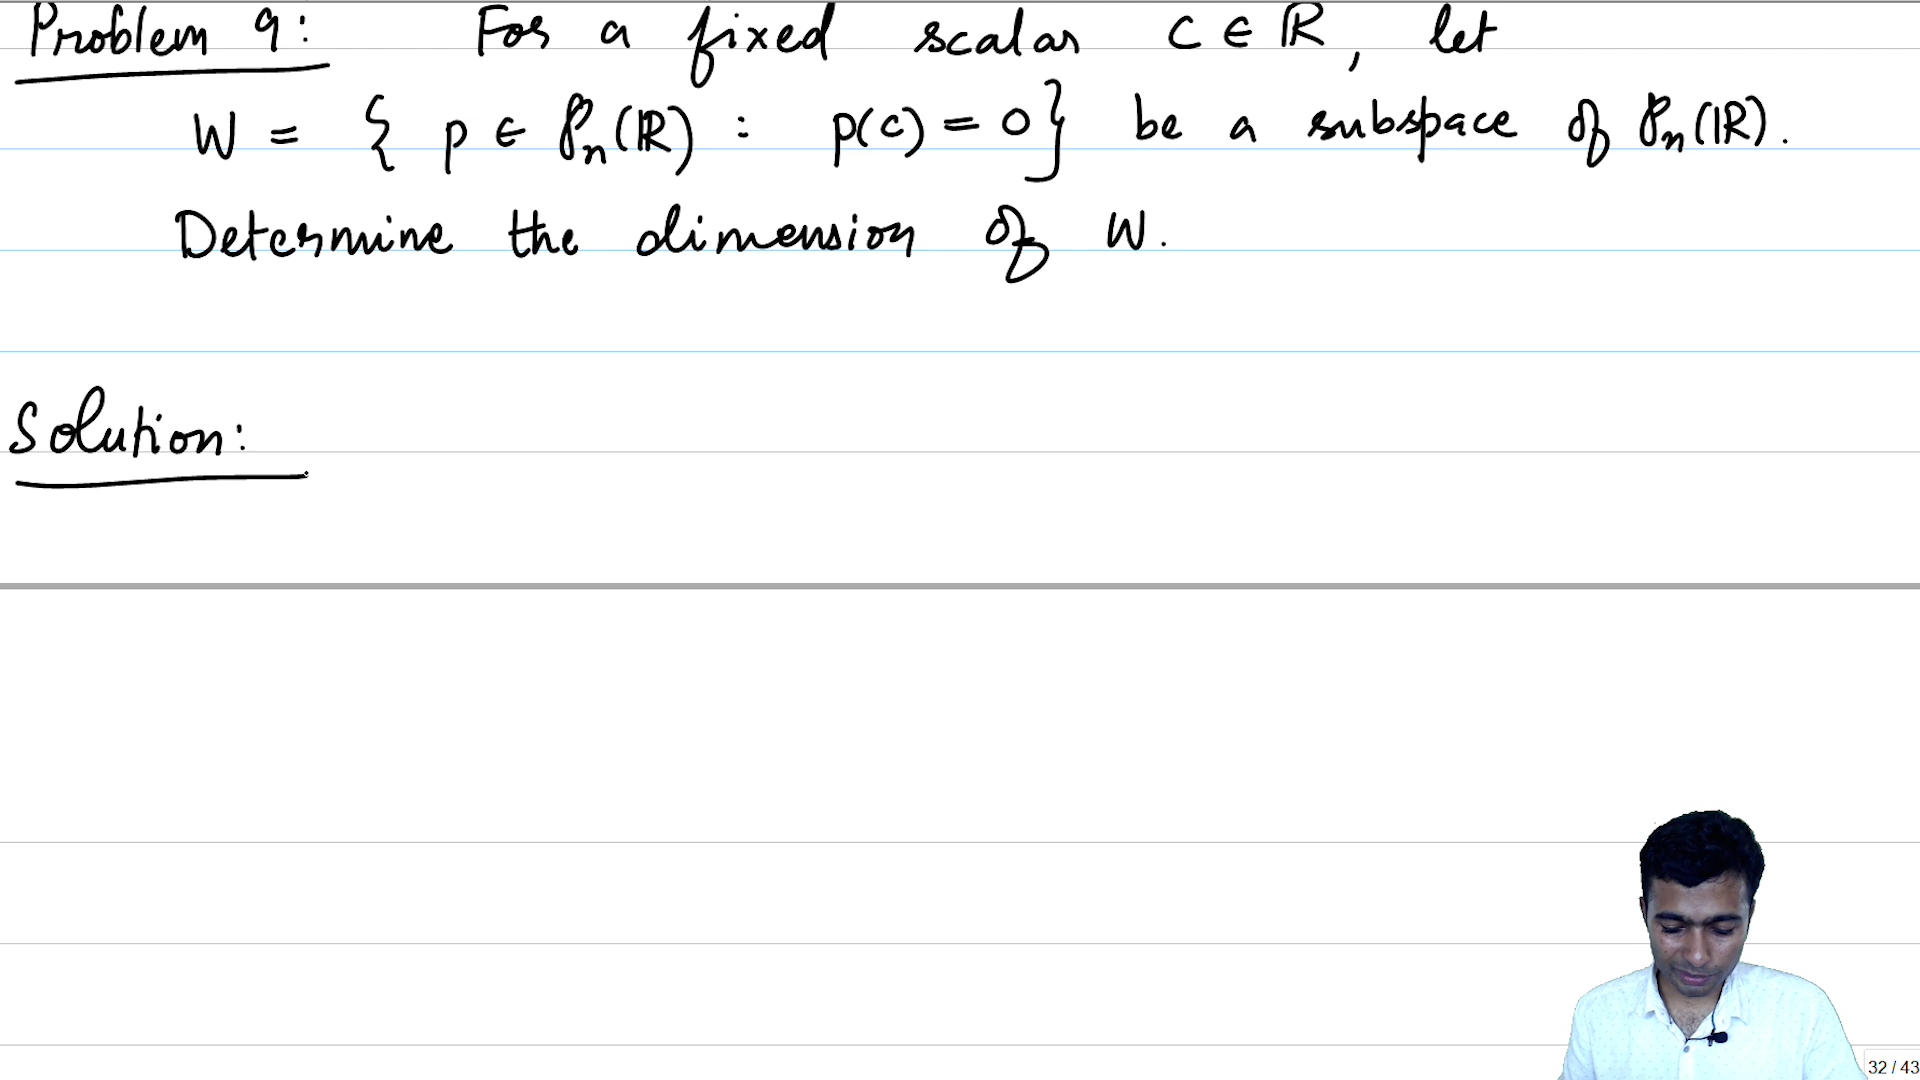 Problem 9: For a fixed scalar c ∈ ℝ, let
W = { p ∈ 𝒫ₙ(ℝ) : p(c) = 0 } be a subspace of 𝒫ₙ(ℝ).
Determine the dimension of W.
Solution:
32 / 43